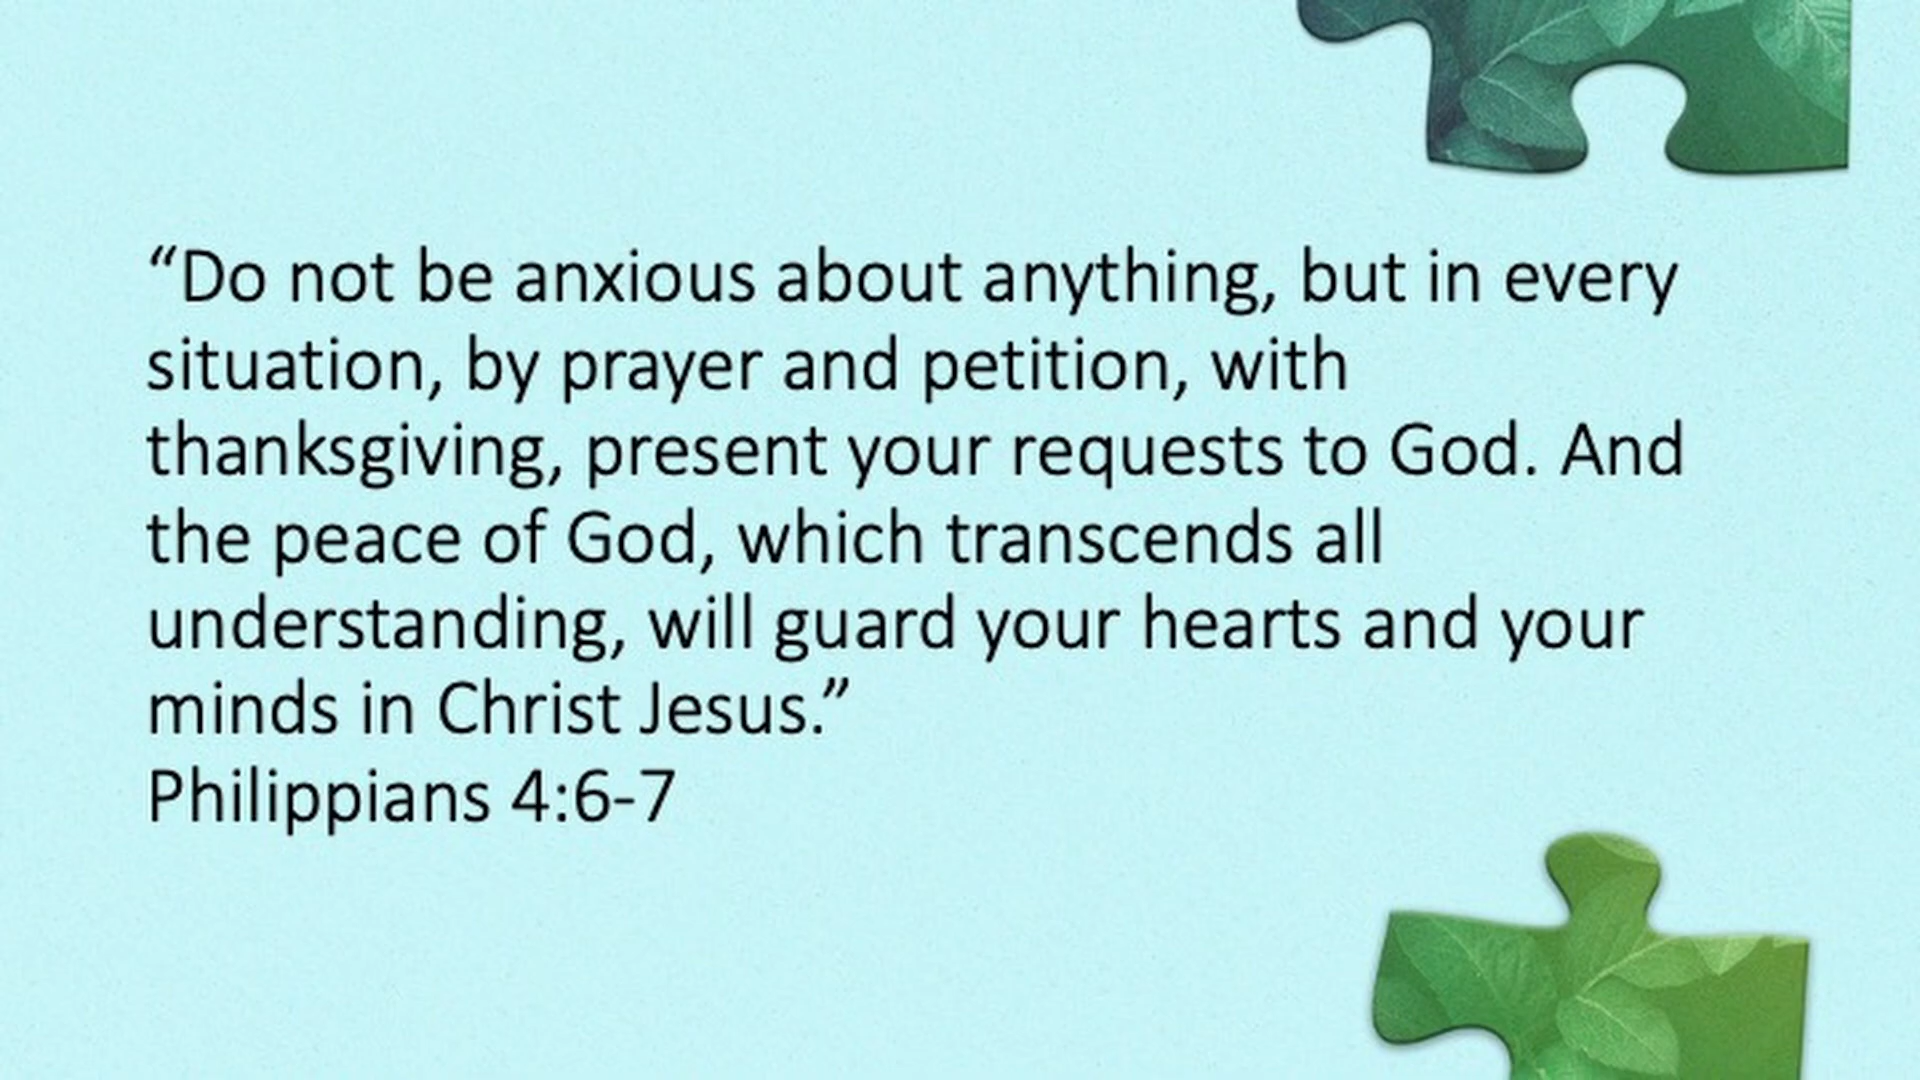 “Do not be anxious about anything, but in every
situation, by prayer and petition, with
thanksgiving, present your requests to God. And
the peace of God, which transcends all
understanding, will guard your hearts and your
minds in Christ Jesus.”
Philippians 4:6-7